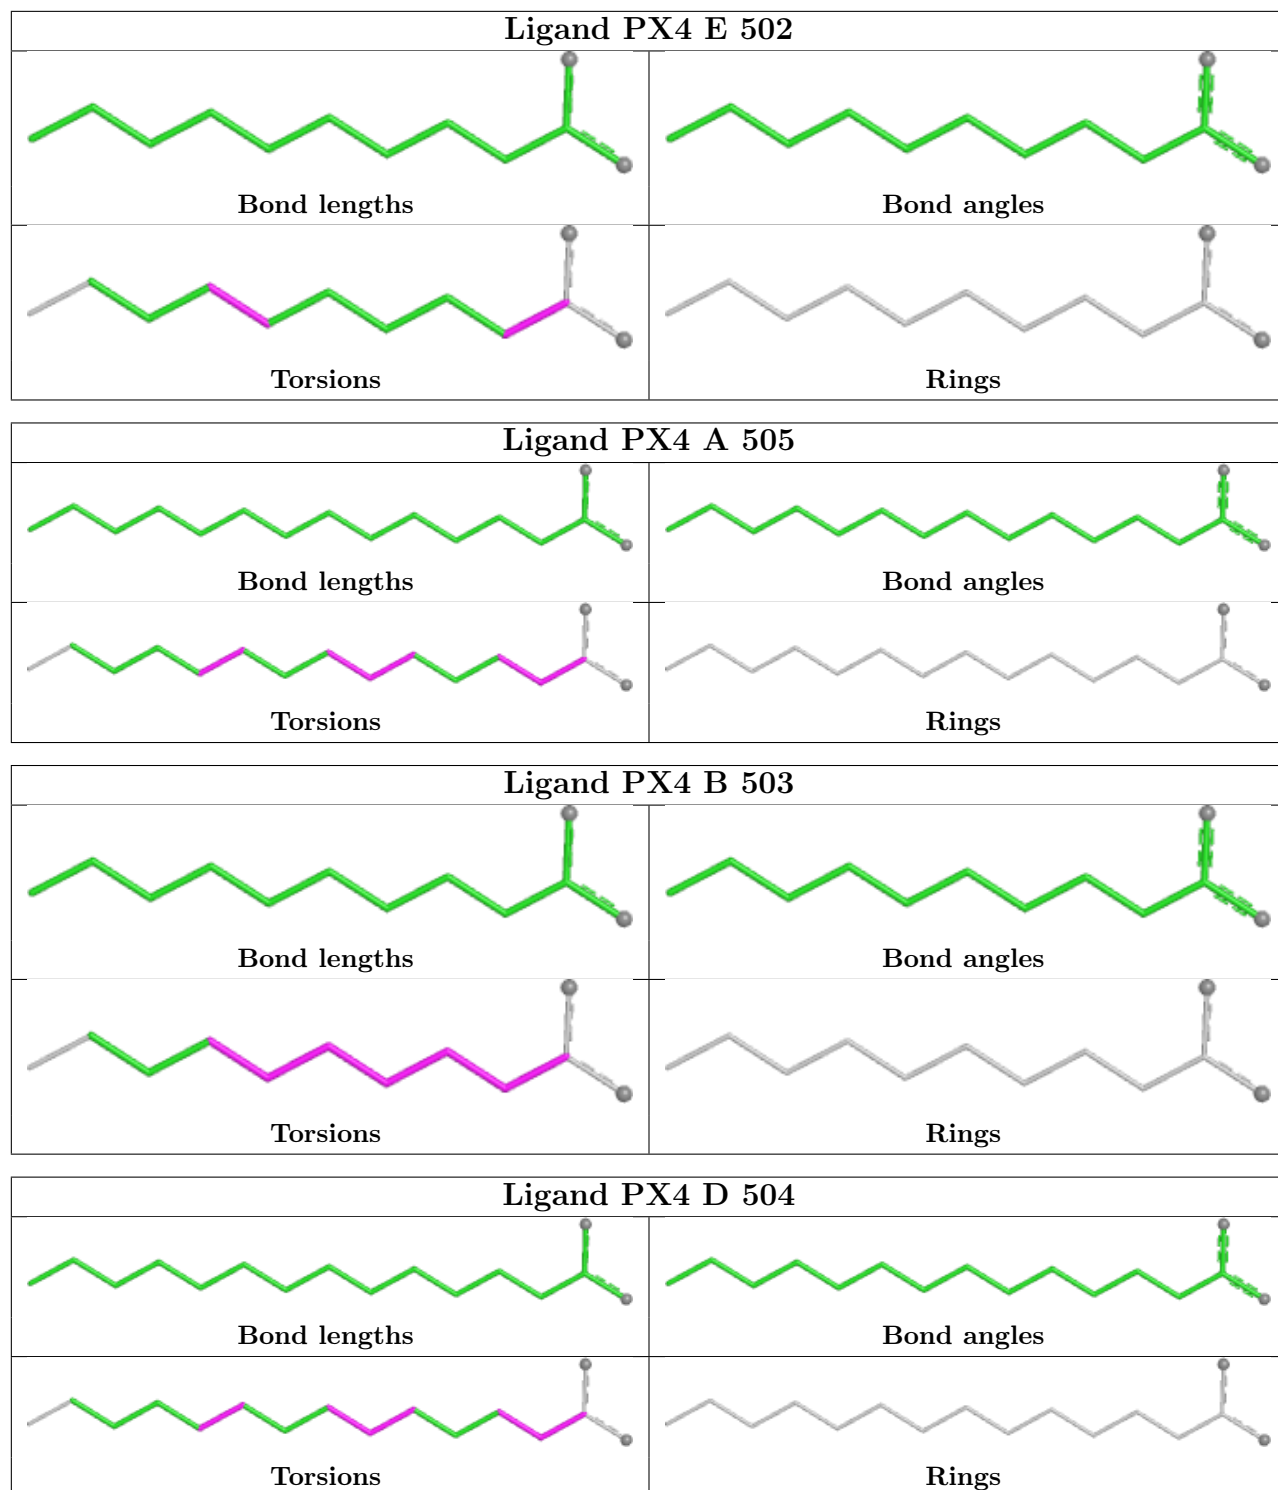 Ligand PX4 E 502
Bond lengths
Bond angles
Torsions
Rings
Ligand PX4 A 505
Bond lengths
Bond angles
Torsions
Rings
Ligand PX4 B 503
Bond lengths
Bond angles
Torsions
Rings
Ligand PX4 D 504
Bond lengths
Bond angles
Torsions
Rings